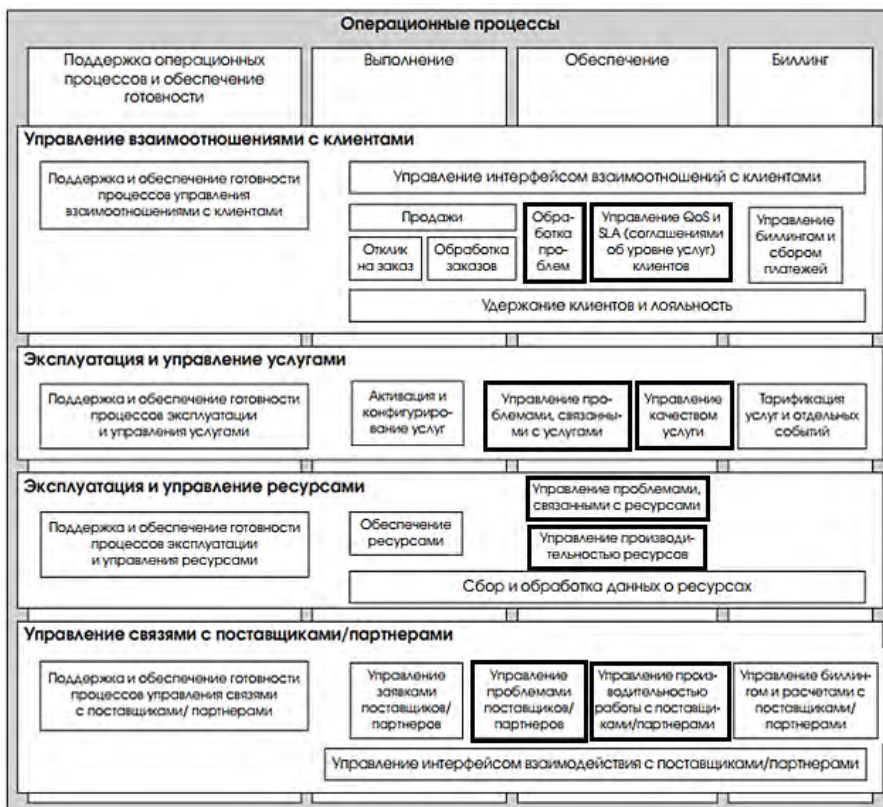 Операционные процессы
Поддержка операционных
процессов и обеспечение
готовности
Выполнение
Обеспечение
Биллинг
Управление взаимоотношениями с клиентами
Поддержка и обеспечение готовности
процессов управления
взаимоотношениями с клиентами
Управление интерфейсом взаимоотношений с клиентами
Продажи
Отклик
на заказ
Обработка
заказов
Обра-
ботка
про-
блем
Управление QoS и
SLA (соглашениями
об уровне услуг)
клиентов
Управление
биллингом и
сбором
платежей
Удержание клиентов и лояльность
Эксплуатация и управление услугами
Поддержка и обеспечение готовности
процессов эксплуатации
и управления услугами
Активация и
конфигуриро-
вание услуг
Управление про-
блемами, связанны-
ми с услугами
Управление
качеством
услуги
Тарификация
услуг и отдельных
событий
Эксплуатация и управление ресурсами
Поддержка и обеспечение готовности
процессов эксплуатации
и управления ресурсами
Обеспечение
ресурсами
Управление проблемами,
связанными с ресурсами
Управление производи-
тельностью ресурсов
Сбор и обработка данных о ресурсах
Управление связями с поставщиками/партнерами
Поддержка и обеспечение готовности
процессов управления связями
с поставщиками/ партнерами
Управление
заявками
поставщиков/
партнеров
Управление
проблемами
поставщиков/
партнеров
Управление произ-
водительностью
работы с поставщи-
ками/партнерами
Управление биллин-
гом и расчетами с
поставщиками/
партнерами
Управление интерфейсом взаимодействия с поставщиками/партнерами